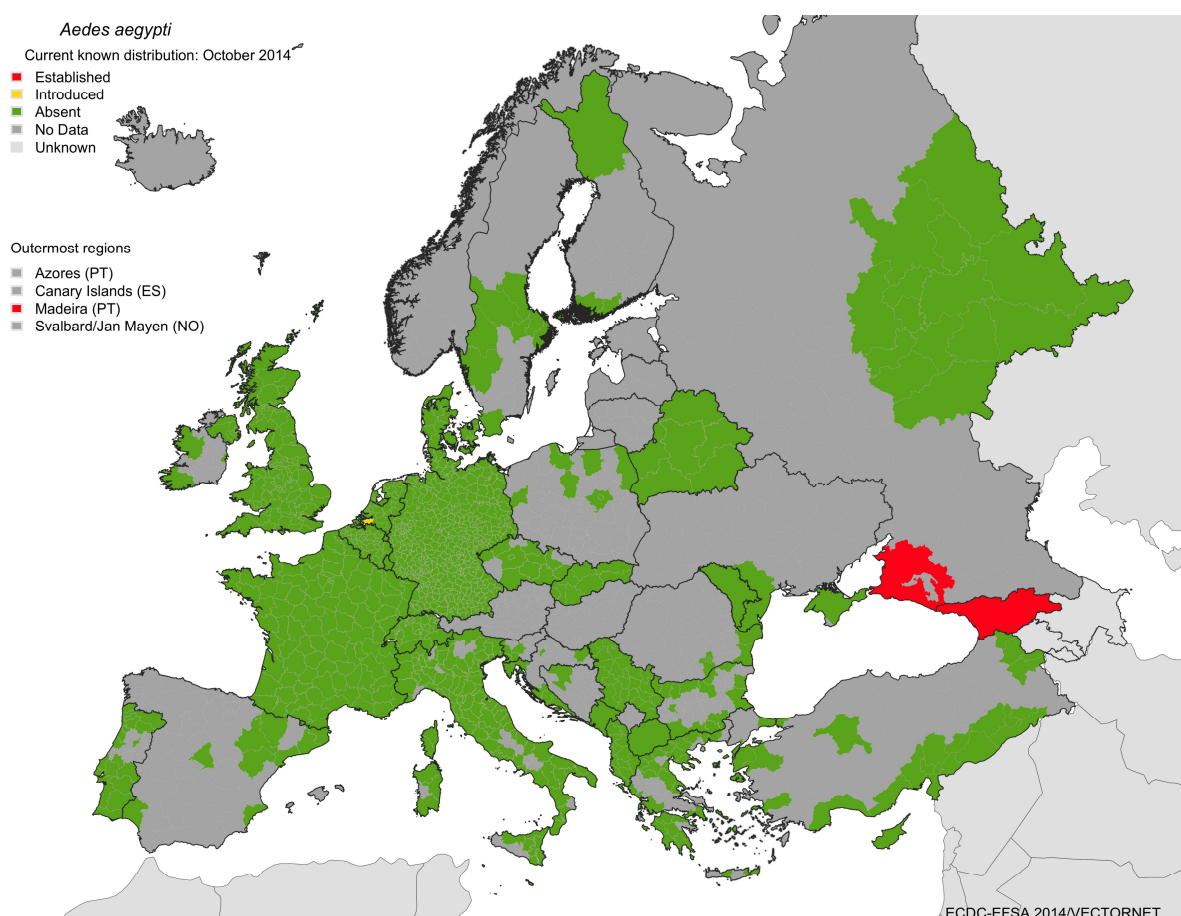 Aedes aegypti
Current known distribution: October 2014
Established
Introduced
Absent
No Data
Unknown
Outermost regions
Azores (PT)
Canary Islands (ES)
Madeira (PT)
Svalbard/Jan Mayen (NO)
ECDC-EFSA 2014/VECTORNET